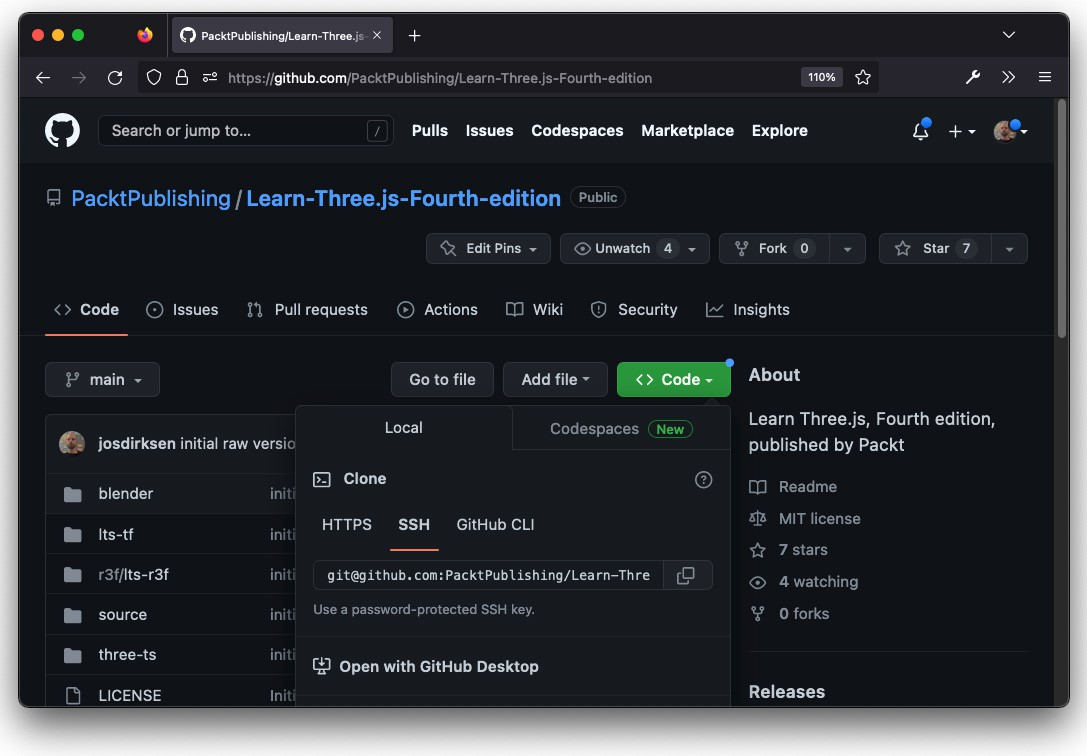 PacktPublishing/Learn-Three.js-
https://github.com/PacktPublishing/Learn-Three.js-Fourth-edition 110%
Search or jump to... / Pulls Issues Codespaces Marketplace Explore
PacktPublishing / Learn-Three.js-Fourth-edition Public
Edit Pins Unwatch 4 Fork 0 Star 7
Code Issues Pull requests Actions Wiki Security Insights
main Go to file Add file Code About
Local Codespaces New
Learn Three.js, Fourth edition,
published by Packt
josdirksen initial raw versio
Clone
Readme
blender initi
HTTPS SSH GitHub CLI
MIT license
lts-tf initi
7 stars
r3f/lts-r3f initi
git@github.com:PacktPublishing/Learn-Thre
4 watching
Use a password-protected SSH key.
source initi
0 forks
three-ts initi
Open with GitHub Desktop
LICENSE Initi
Releases